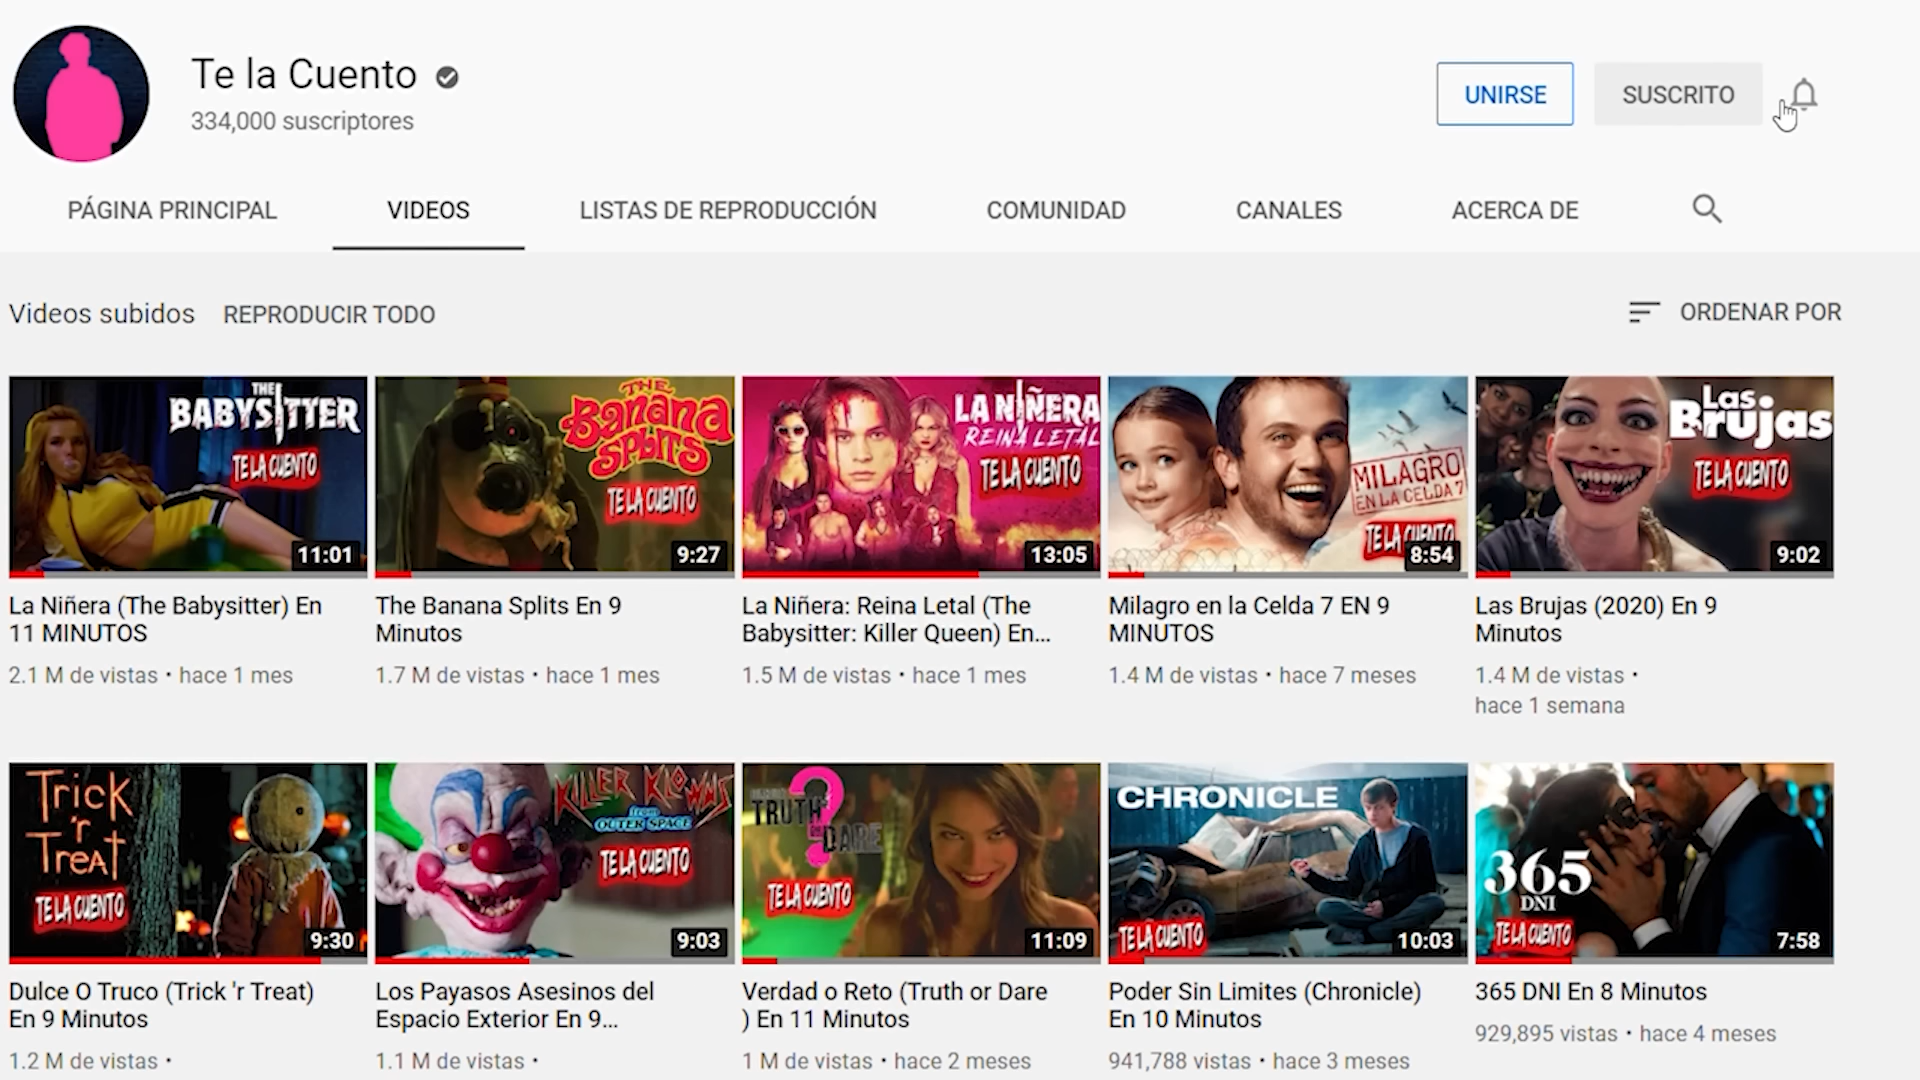 Te la Cuento
334,000 suscriptores
UNIRSE
SUSCRITO
PÁGINA PRINCIPAL
VIDEOS
LISTAS DE REPRODUCCIÓN
COMUNIDAD
CANALES
ACERCA DE
Videos subidos
REPRODUCIR TODO
ORDENAR POR
THE
BABYSITTER
TE LA CUENTO
11:01
La Niñera (The Babysitter) En
11 MINUTOS
2.1 M de vistas • hace 1 mes
THE
Banana
Splits
TE LA CUENTO
9:27
The Banana Splits En 9
Minutos
1.7 M de vistas • hace 1 mes
LA NIÑERA
REINA LETAL
TE LA CUENTO
13:05
La Niñera: Reina Letal (The
Babysitter: Killer Queen) En...
1.5 M de vistas • hace 1 mes
MILAGRO
EN LA CELDA 7
TE LA CUENTO
8:54
Milagro en la Celda 7 EN 9
MINUTOS
1.4 M de vistas • hace 7 meses
Las
Brujas
TE LA CUENTO
9:02
Las Brujas (2020) En 9
Minutos
1.4 M de vistas •
hace 1 semana
Trick
'r
Treat
TE LA CUENTO
9:30
Dulce O Truco (Trick 'r Treat)
En 9 Minutos
1.2 M de vistas •
KILLER KLOWNS
from
OUTER SPACE
TE LA CUENTO
9:03
Los Payasos Asesinos del
Espacio Exterior En 9...
1.1 M de vistas •
TRUTH
OR
DARE
TE LA CUENTO
11:09
Verdad o Reto (Truth or Dare
) En 11 Minutos
1 M de vistas • hace 2 meses
CHRONICLE
TE LA CUENTO
10:03
Poder Sin Limites (Chronicle)
En 10 Minutos
941,788 vistas • hace 3 meses
365
DNI
TE LA CUENTO
7:58
365 DNI En 8 Minutos
929,895 vistas • hace 4 meses